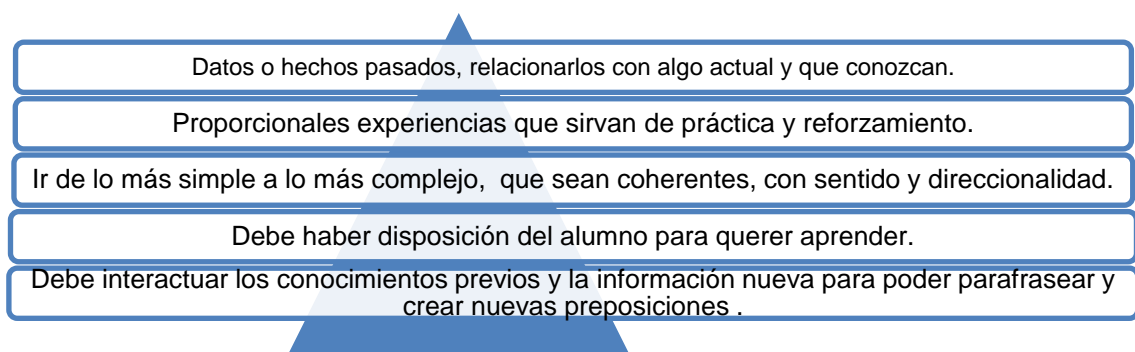 Datos o hechos pasados, relacionarlos con algo actual y que conozcan.
Proporcionales experiencias que sirvan de práctica y reforzamiento.
Ir de lo más simple a lo más complejo,  que sean coherentes, con sentido y direccionalidad.
Debe haber disposición del alumno para querer aprender.
Debe interactuar los conocimientos previos y la información nueva para poder parafrasear y
crear nuevas preposiciones .